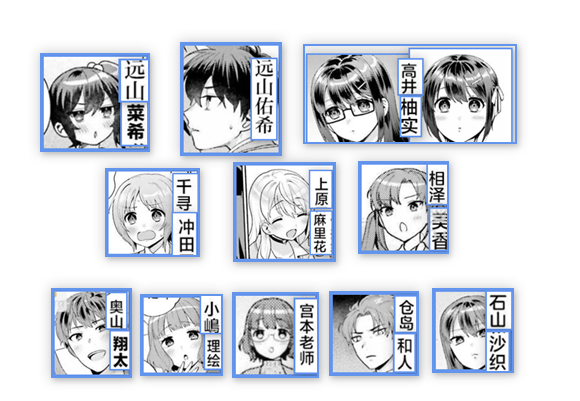 远山
菜希
远山佑希
高井
柚实
千寻
冲田
上原
麻里花
相泽
美香
奥山
翔太
小嶋
理绘
宫本老师
仓岛
和人
石山
沙织